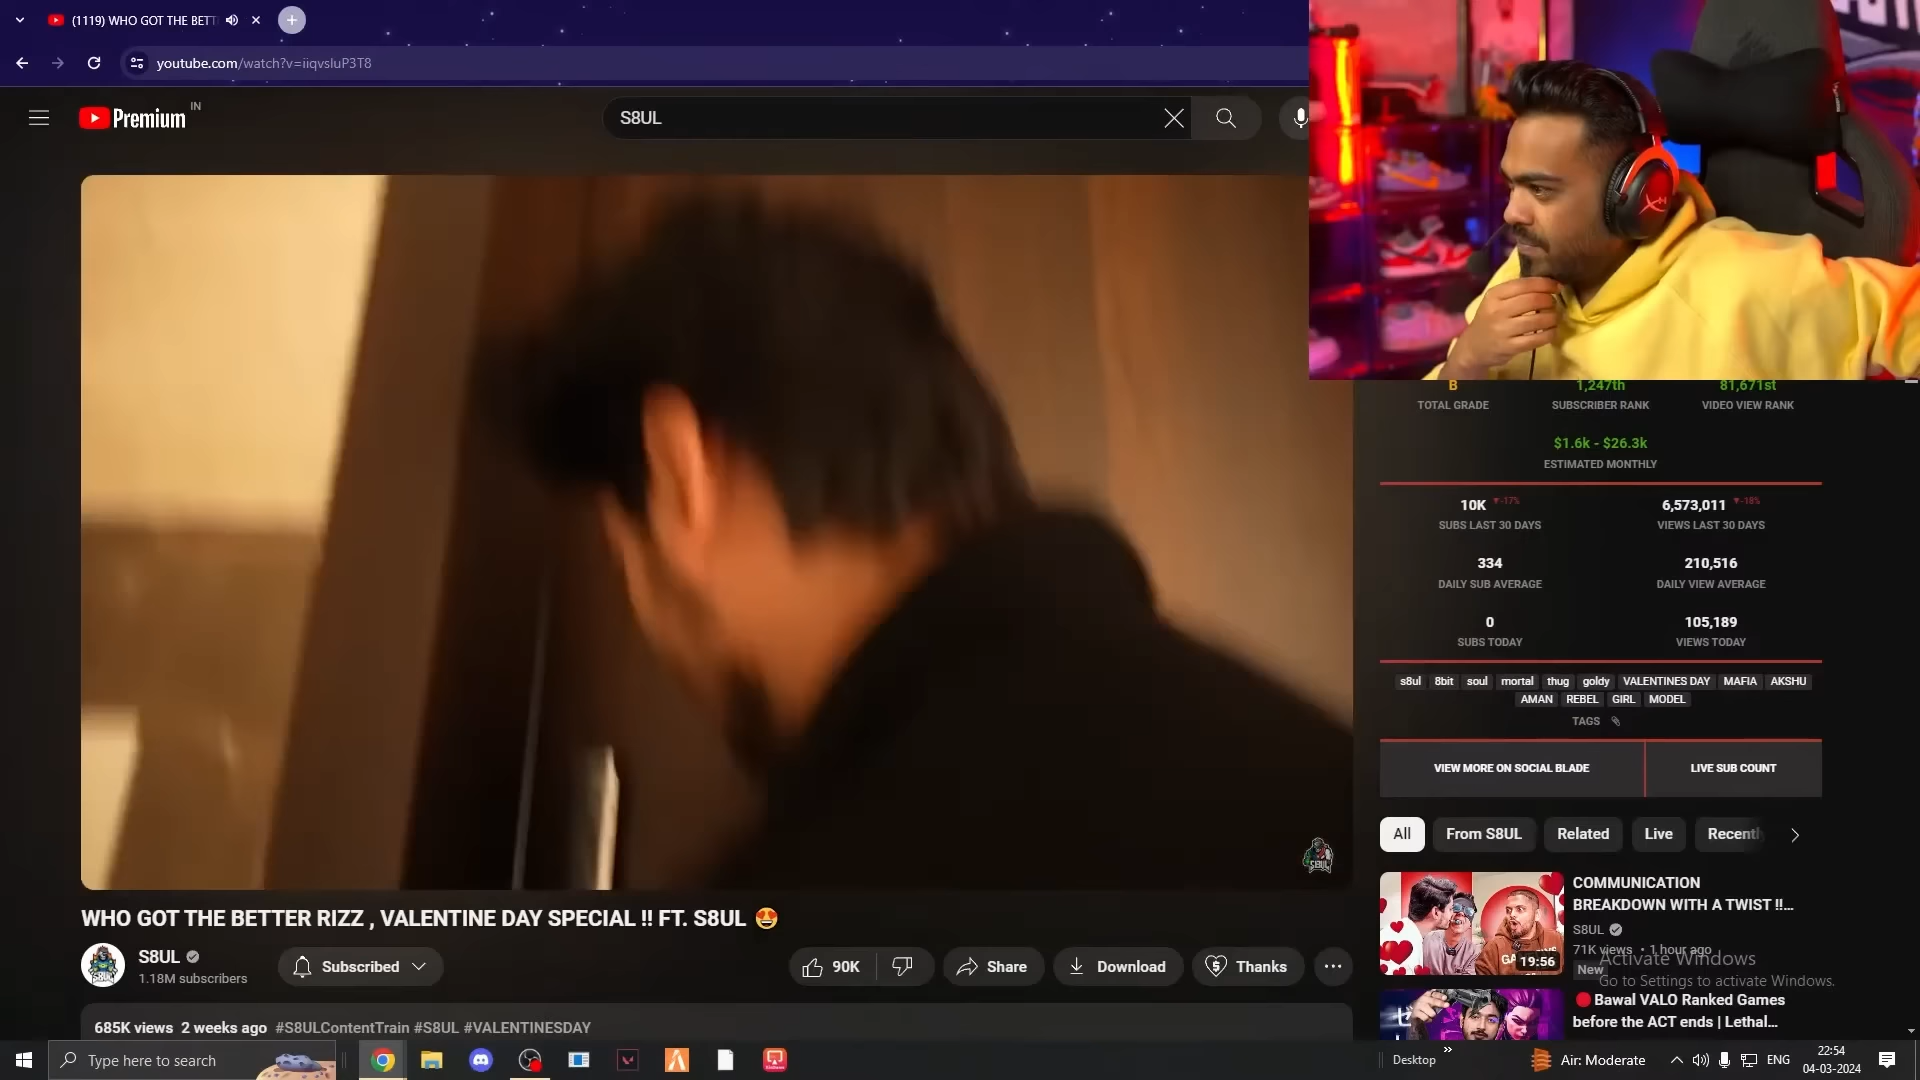 (1119) WHO GOT THE BETT
youtube.com/watch?v=iiqvsluP3T8
Premium IN
S8UL
B 1,247th 81,671st
TOTAL GRADE SUBSCRIBER RANK VIDEO VIEW RANK
$1.6k - $26.3k
ESTIMATED MONTHLY
10K ▼-17% 6,573,011 ▼-18%
SUBS LAST 30 DAYS VIEWS LAST 30 DAYS
334 210,516
DAILY SUB AVERAGE DAILY VIEW AVERAGE
0 105,189
SUBS TODAY VIEWS TODAY
s8ul 8bit soul mortal thug goldy VALENTINES DAY MAFIA AKSHU
AMAN REBEL GIRL MODEL
TAGS
VIEW MORE ON SOCIAL BLADE LIVE SUB COUNT
All From S8UL Related Live Recentl
COMMUNICATION
BREAKDOWN WITH A TWIST !!...
S8UL
71K views • 1 hour ago
New
19:56
Bawal VALO Ranked Games
before the ACT ends | Lethal...
Activate Windows
Go to Settings to activate Windows.
S8UL
WHO GOT THE BETTER RIZZ , VALENTINE DAY SPECIAL !! FT. S8UL 😍
S8UL
1.18M subscribers
Subscribed
90K
Share
Download
Thanks
685K views 2 weeks ago #S8ULContentTrain #S8UL #VALENTINESDAY
Type here to search
Desktop
Air: Moderate
ENG
22:54
04-03-2024